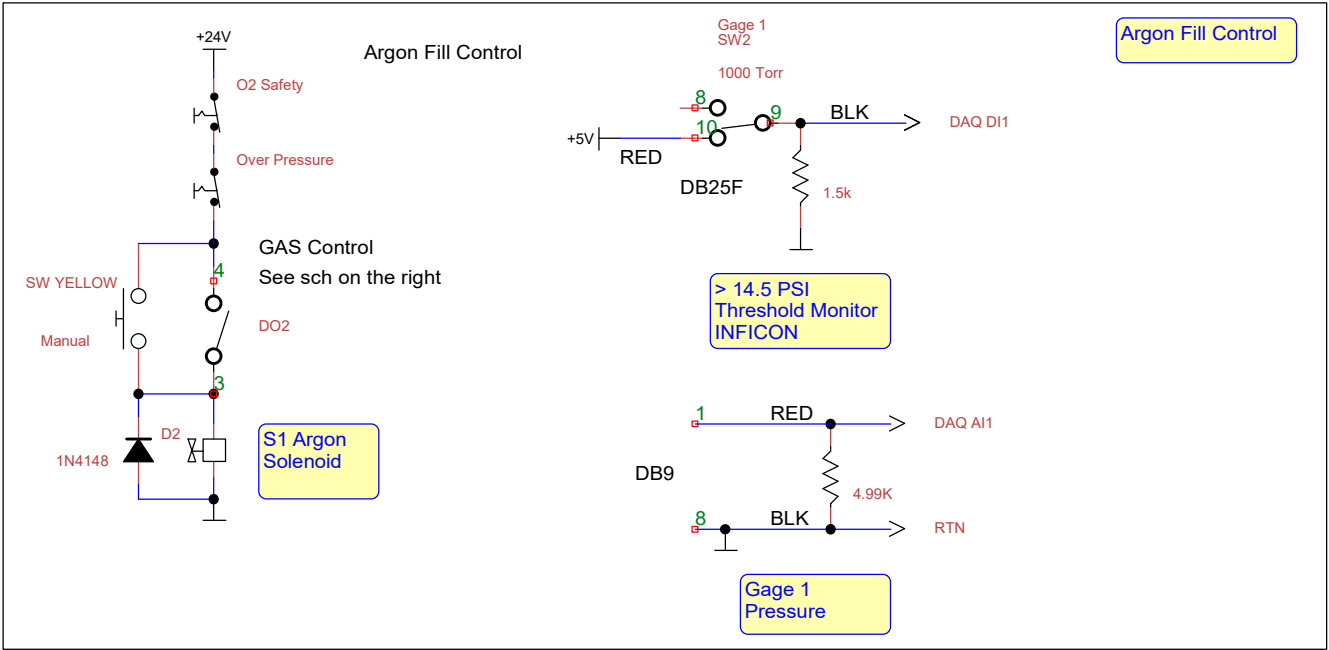 Argon Fill Control
+24V
O2 Safety
Over Pressure
GAS Control
See sch on the right
4
SW YELLOW
Manual
DO2
3
D2
1N4148
S1 Argon
Solenoid
Gage 1
SW2
1000 Torr
8
9
10
BLK
DAQ DI1
+5V
RED
DB25F
1.5k
> 14.5 PSI
Threshold Monitor
INFICON
1
RED
DAQ AI1
DB9
4.99K
8
BLK
RTN
Gage 1
Pressure
Argon Fill Control